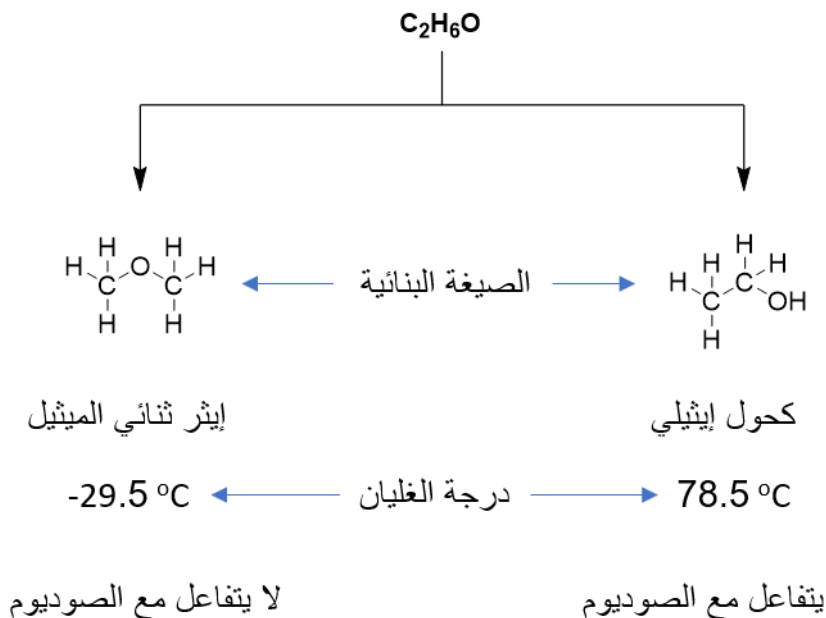 C₂H₆O
الصيغة البنائية
H H H O H C C H H
H H H H C C OH H
كحول إيثيلي
إيثر ثنائي الميثيل
78.5 ºC
درجة الغليان
-29.5 ºC
يتفاعل مع الصوديوم
لا يتفاعل مع الصوديوم